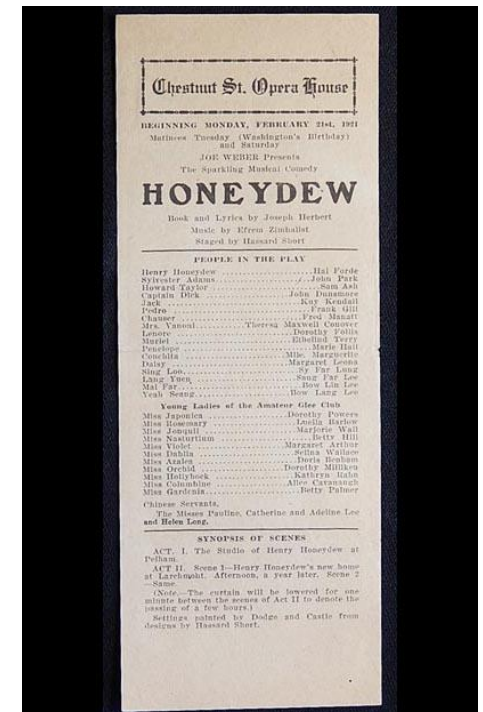 Chestnut St. Opera House
BEGINNING MONDAY, FEBRUARY 21st, 1921
Matinees Tuesday (Washington's Birthday)
and Saturday
JOE WEBER Presents
The Sparkling Musical Comedy
HONEYDEW
Book and Lyrics by Joseph Herbert
Music by Efrem Zimbalist
Staged by Hassard Short
PEOPLE IN THE PLAY
Henry Honeydew ......................Hal Forde
Sylvester Adams......................John Park
Howard Taylor ........................Sam Ash
Captain Dick ....................John Dunsmore
Jack ..............................Kuy Kendall
Pedro ..............................Frank Gill
Chauser ...........................Fred Manatt
Mrs. Vanoni...........Theresa Maxwell Conover
Lenore ..........................Dorothy Follis
Muriel ..........................Ethelind Terry
Penelope ............................Marie Hall
Conchita ......................Mlle. Marguerite
Daisy ..........................Margaret Leona
Sing Loo...........................Sy Far Lung
Lang Yuen .......................Sang Far Lee
Mai Far............................Bow Lin Lee
Yeah Seang........................Bow Lang Lee
Young Ladies of the Amateur Glee Club
Miss Japonica ...................Dorothy Powers
Miss Rosemary ....................Luella Barlow
Miss Jonquil .....................Marjorie Wall
Miss Nasturtium .....................Betty Hill
Miss Violet ....................Margaret Arthur
Miss Dahlia ......................Selina Wallace
Miss Azalea .......................Doris Benham
Miss Orchid ....................Dorothy Milliken
Miss Hollyhock ....................Kathryn Rahn
Miss Columbine .................Alice Cavanaugh
Miss Gardenia......................Betty Palmer
Chinese Servants,
The Misses Pauline, Catherine and Adeline Lee
and Helen Long.
SYNOPSIS OF SCENES
ACT. I. The Studio of Henry Honeydew at
Pelham.
ACT II. Scene 1—Henry Honeydew's new home
at Larchmont. Afternoon, a year later. Scene 2
—Same.
(Note.—The curtain will be lowered for one
minute between the scenes of Act II to denote the
passing of a few hours.)
Settings painted by Dodge and Castle from
designs by Hassard Short.